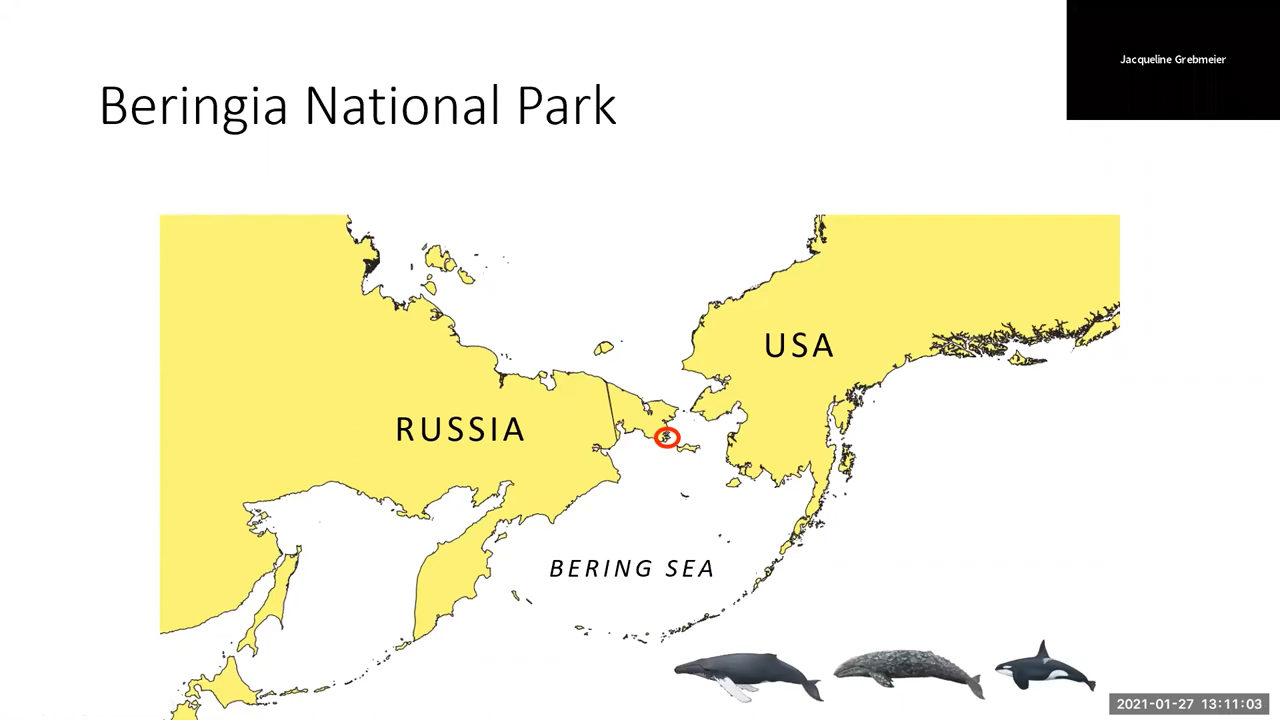 Jacqueline Grebmeier
Beringia National Park
USA
RUSSIA
BERING SEA
2021-01-27 13:11:03